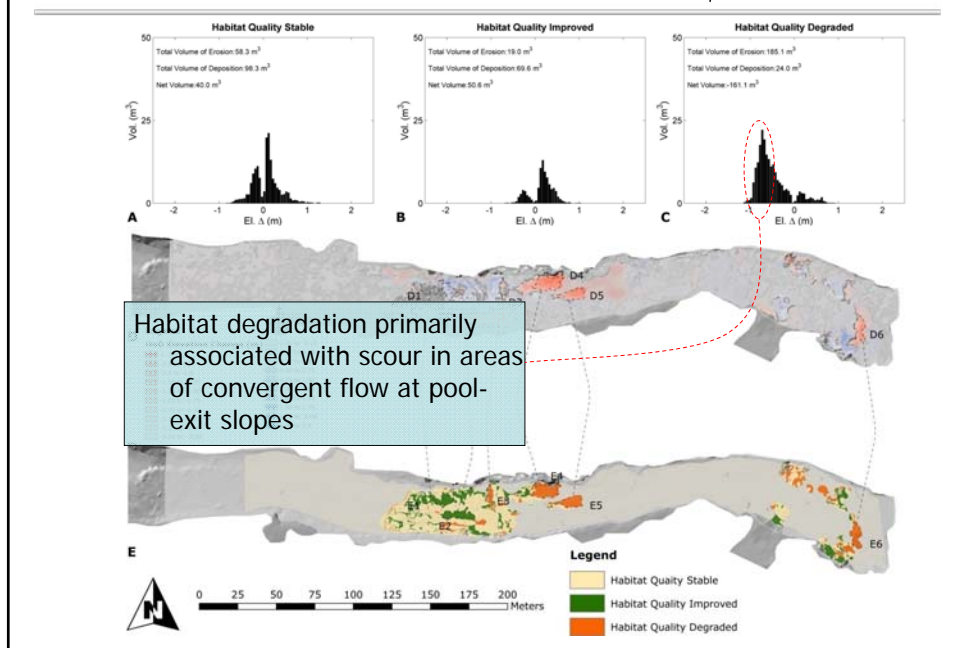 Habitat Quality Stable
50
Total Volume of Erosion:58.3 m³
Total Volume of Deposition:98.3 m³
Net Volume:40.0 m³
Vol. (m³)
25
0
-2 -1 0 1 2
A
El. Δ (m)
Habitat Quality Improved
50
Total Volume of Erosion:19.0 m³
Total Volume of Deposition:69.6 m³
Net Volume:50.6 m³
Vol. (m³)
25
0
-2 -1 0 1 2
B
El. Δ (m)
Habitat Quality Degraded
50
Total Volume of Erosion:185.1 m³
Total Volume of Deposition:24.0 m³
Net Volume:-161.1 m³
Vol. (m³)
25
0
-2 -1 0 1 2
C
El. Δ (m)
D1
D4
D5
D6
Habitat degradation primarily
associated with scour in areas
of convergent flow at pool-
exit slopes
E1
E2
E3
E4
E5
E6
E
N
0 25 50 75 100 125 150 175 200
Meters
Legend
Habitat Quaity Stable
Habitat Quality Improved
Habitat Quality Degraded